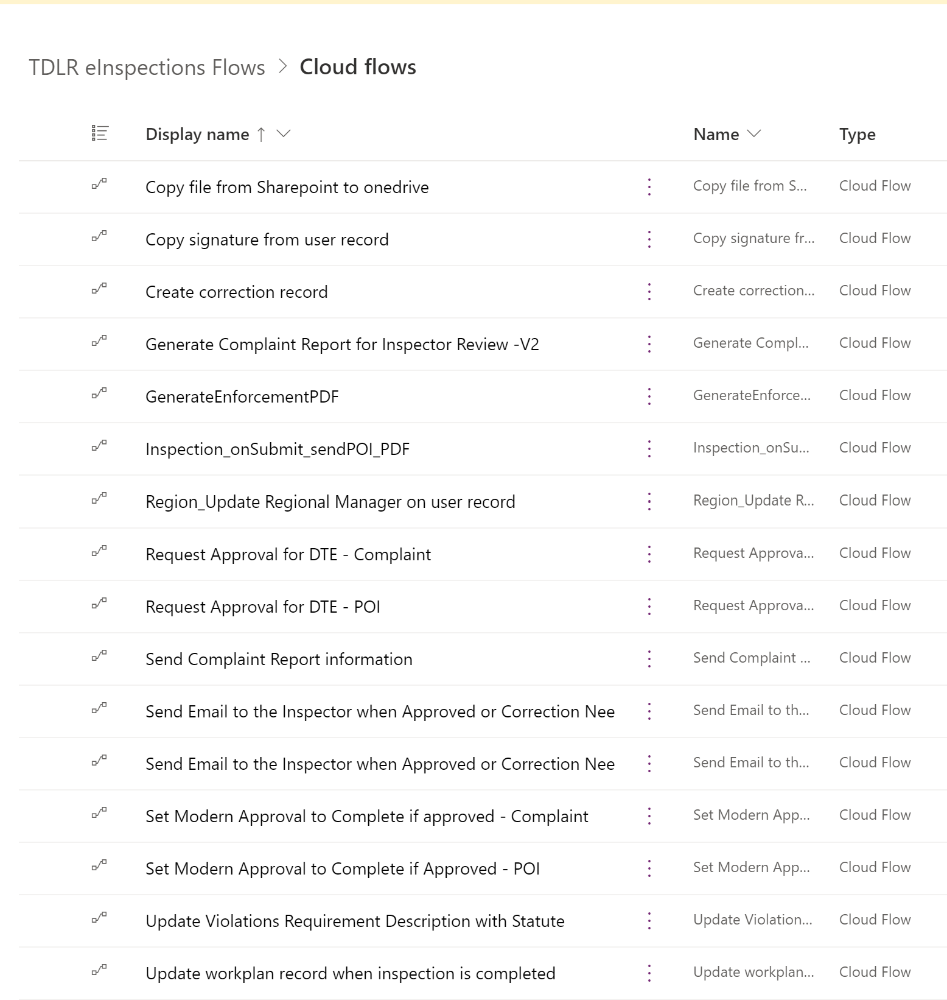 TDLR eInspections Flows > Cloud flows
Display name ↑ Name Type
Copy file from Sharepoint to onedrive Copy file from S... Cloud Flow
Copy signature from user record Copy signature fr... Cloud Flow
Create correction record Create correction... Cloud Flow
Generate Complaint Report for Inspector Review -V2 Generate Compl... Cloud Flow
GenerateEnforcementPDF GenerateEnforce... Cloud Flow
Inspection_onSubmit_sendPOI_PDF Inspection_onSu... Cloud Flow
Region_Update Regional Manager on user record Region_Update R... Cloud Flow
Request Approval for DTE - Complaint Request Approva... Cloud Flow
Request Approval for DTE - POI Request Approva... Cloud Flow
Send Complaint Report information Send Complaint ... Cloud Flow
Send Email to the Inspector when Approved or Correction Nee Send Email to th... Cloud Flow
Send Email to the Inspector when Approved or Correction Nee Send Email to th... Cloud Flow
Set Modern Approval to Complete if approved - Complaint Set Modern App... Cloud Flow
Set Modern Approval to Complete if Approved - POI Set Modern App... Cloud Flow
Update Violations Requirement Description with Statute Update Violation... Cloud Flow
Update workplan record when inspection is completed Update workplan... Cloud Flow